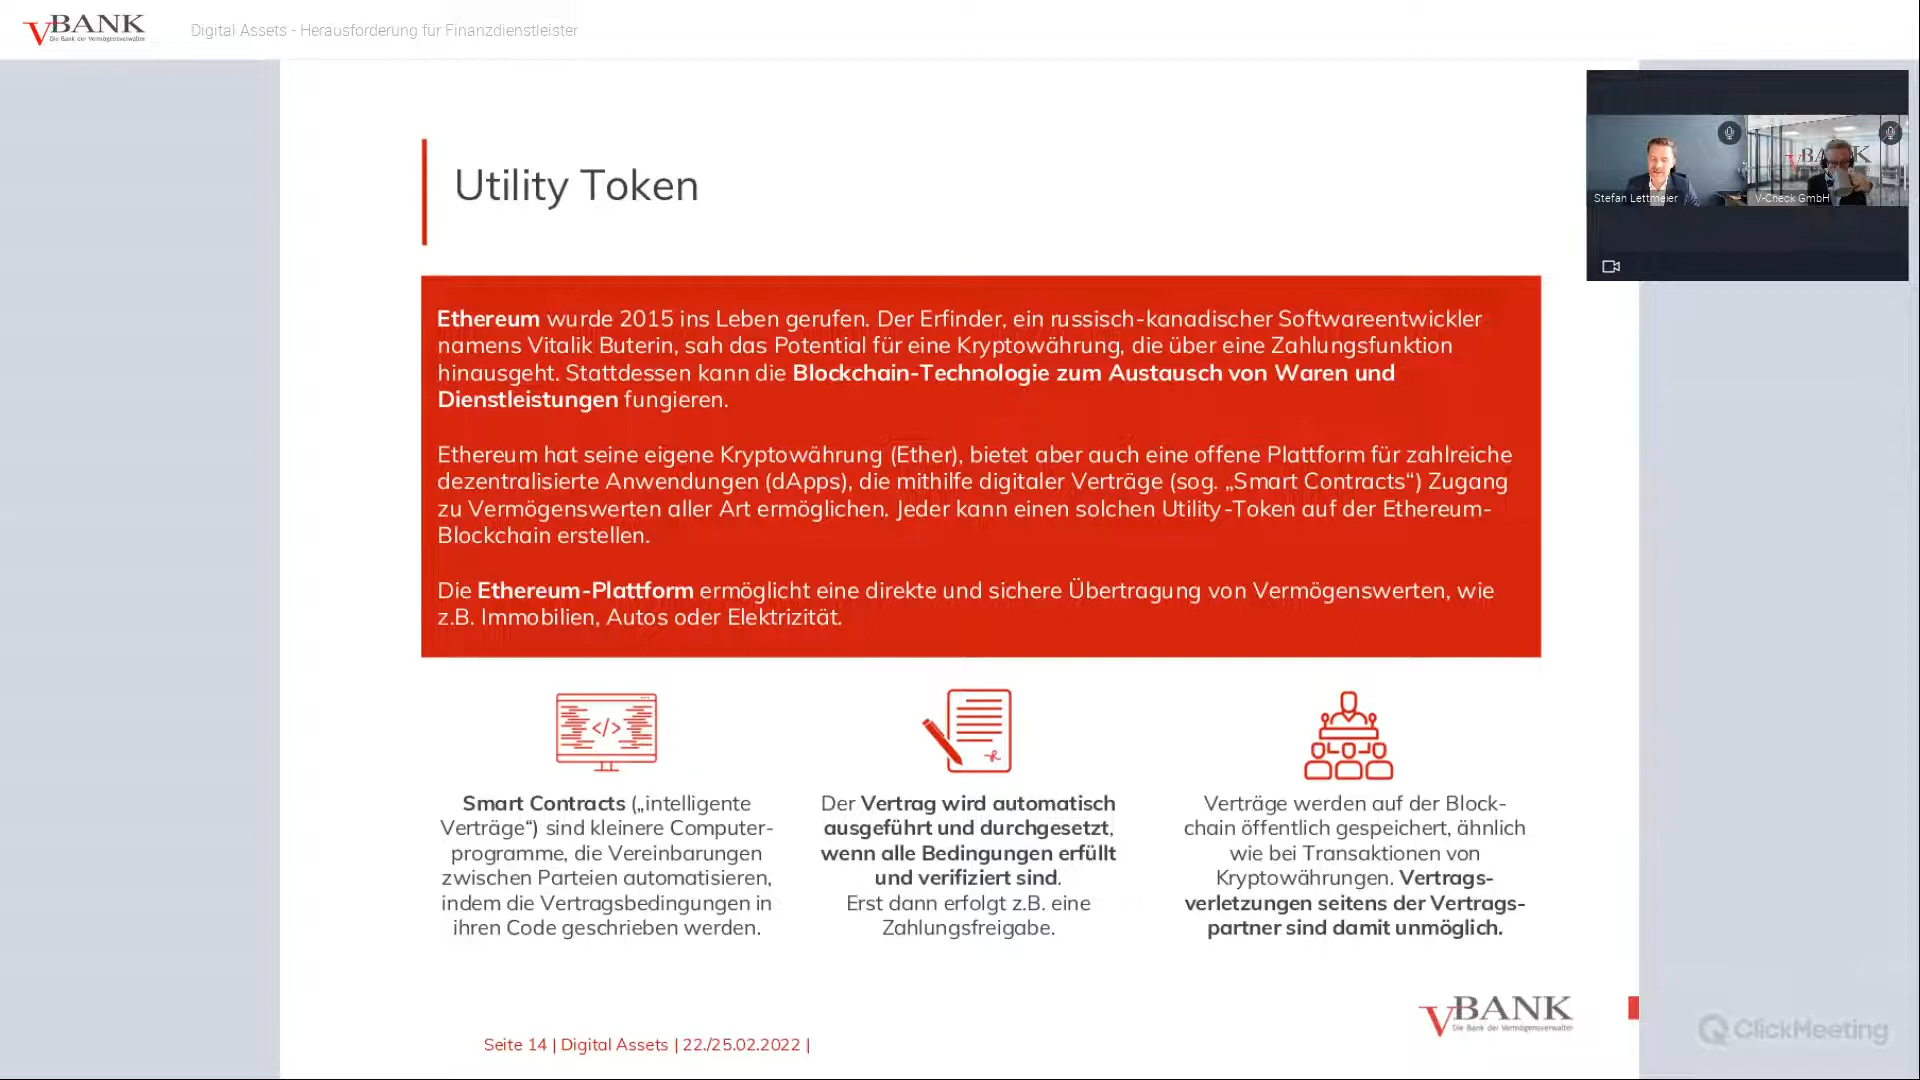 VBANK
Die Bank der Vermögensverwalter
Digital Assets - Herausforderung für Finanzdienstleister
Stefan Lettmeier
V-Check GmbH
Utility Token
Ethereum wurde 2015 ins Leben gerufen. Der Erfinder, ein russisch-kanadischer Softwareentwickler
namens Vitalik Buterin, sah das Potential für eine Kryptowährung, die über eine Zahlungsfunktion
hinausgeht. Stattdessen kann die Blockchain-Technologie zum Austausch von Waren und
Dienstleistungen fungieren.
Ethereum hat seine eigene Kryptowährung (Ether), bietet aber auch eine offene Plattform für zahlreiche
dezentralisierte Anwendungen (dApps), die mithilfe digitaler Verträge (sog. „Smart Contracts“) Zugang
zu Vermögenswerten aller Art ermöglichen. Jeder kann einen solchen Utility-Token auf der Ethereum-
Blockchain erstellen.
Die Ethereum-Plattform ermöglicht eine direkte und sichere Übertragung von Vermögenswerten, wie
z.B. Immobilien, Autos oder Elektrizität.
</>
Smart Contracts („intelligente
Verträge“) sind kleinere Computer-
programme, die Vereinbarungen
zwischen Parteien automatisieren,
indem die Vertragsbedingungen in
ihren Code geschrieben werden.
Der Vertrag wird automatisch
ausgeführt und durchgesetzt,
wenn alle Bedingungen erfüllt
und verifiziert sind.
Erst dann erfolgt z.B. eine
Zahlungsfreigabe.
Verträge werden auf der Block-
chain öffentlich gespeichert, ähnlich
wie bei Transaktionen von
Kryptowährungen. Vertrags-
verletzungen seitens der Vertrags-
partner sind damit unmöglich.
VBANK
Die Bank der Vermögensverwalter
Seite 14 | Digital Assets | 22./25.02.2022 |
ClickMeeting